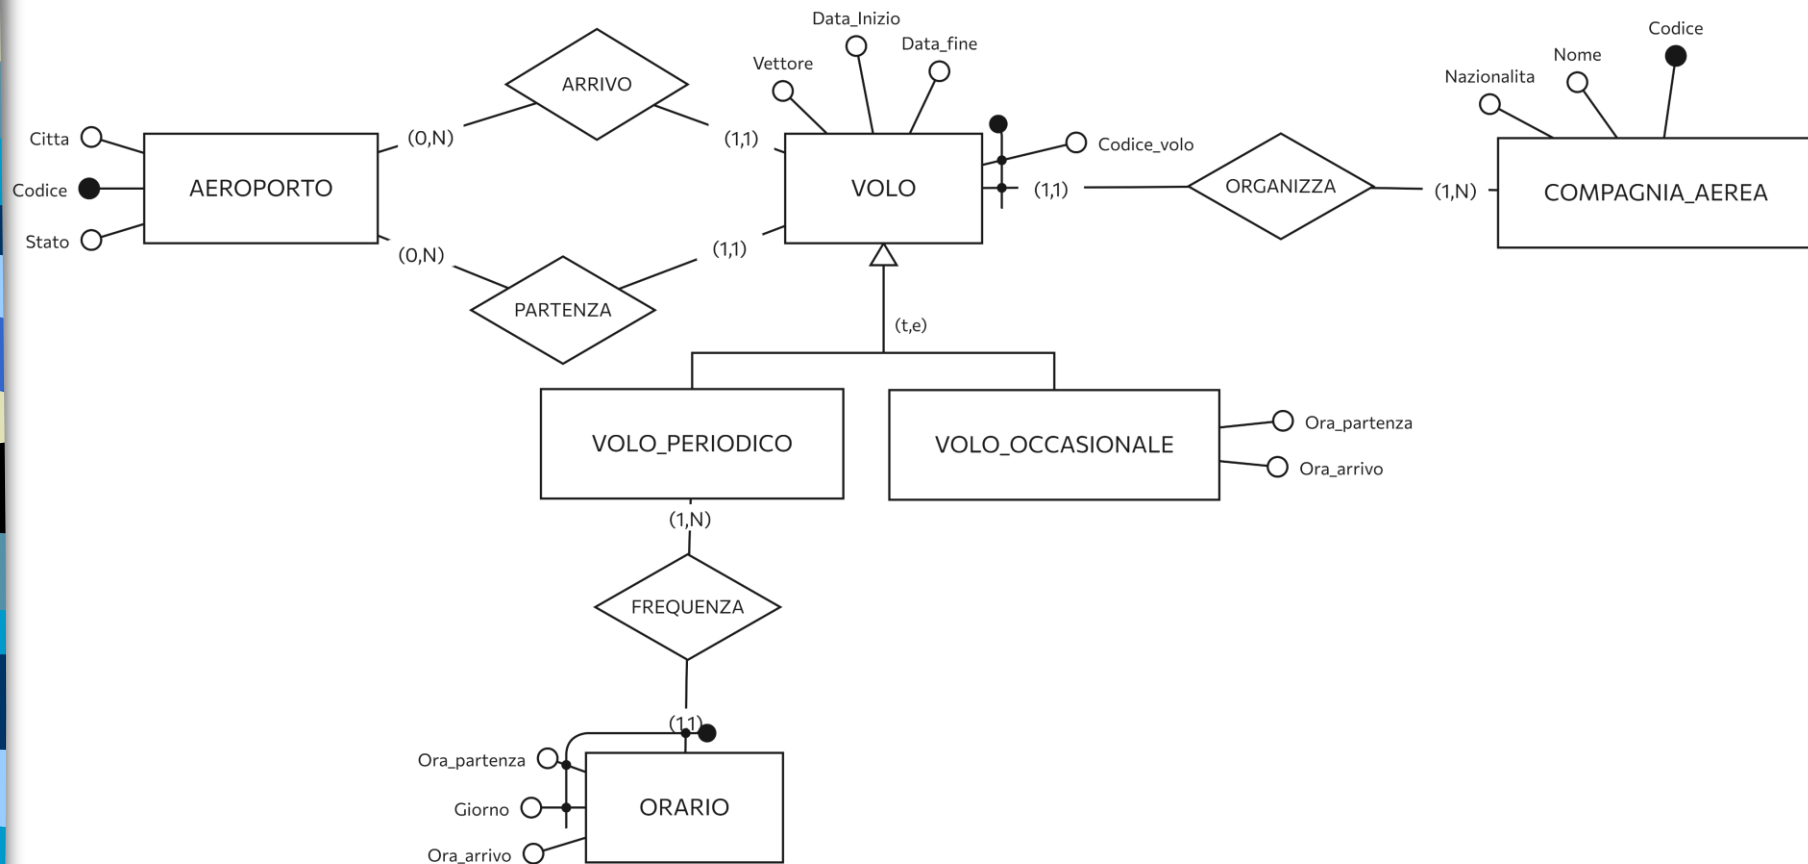 Data_Inizio
Data_fine
Vettore
Codice
Nome
Nazionalita
ARRIVO
(0,N)
(1,1)
Citta
Codice
Stato
AEROPORTO
VOLO
Codice_volo
(1,1)
ORGANIZZA
(1,N)
COMPAGNIA_AEREA
(0,N)
(1,1)
PARTENZA
(t,e)
VOLO_PERIODICO
VOLO_OCCASIONALE
Ora_partenza
Ora_arrivo
(1,N)
FREQUENZA
(1,1)
Ora_partenza
Giorno
ORARIO
Ora_arrivo